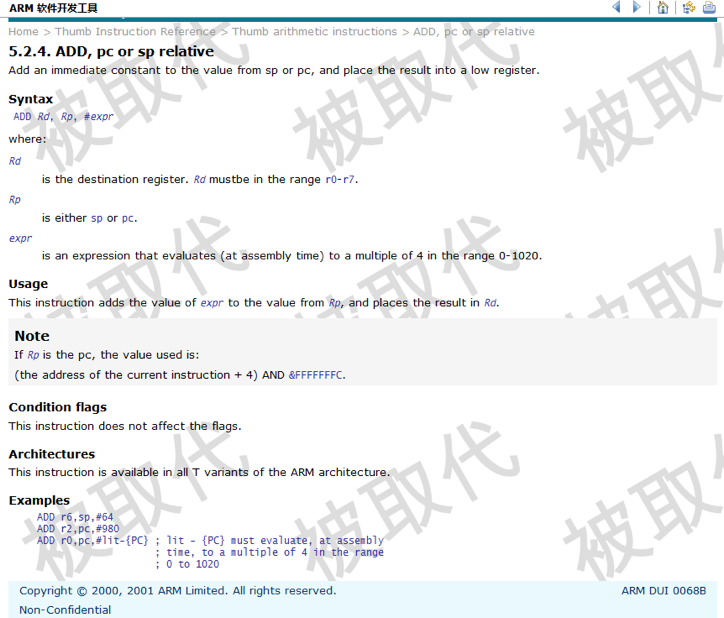 ARM 软件开发工具
Home > Thumb Instruction Reference > Thumb arithmetic instructions > ADD, pc or sp relative
5.2.4. ADD, pc or sp relative
Add an immediate constant to the value from sp or pc, and place the result into a low register.
Syntax
ADD Rd, Rp, #expr
where:
Rd
is the destination register. Rd mustbe in the range r0-r7.
Rp
is either sp or pc.
expr
is an expression that evaluates (at assembly time) to a multiple of 4 in the range 0-1020.
Usage
This instruction adds the value of expr to the value from Rp, and places the result in Rd.
Note
If Rp is the pc, the value used is:
(the address of the current instruction + 4) AND &FFFFFFFC.
Condition flags
This instruction does not affect the flags.
Architectures
This instruction is available in all T variants of the ARM architecture.
Examples
ADD r6,sp,#64
ADD r2,pc,#980
ADD r0,pc,#lit-{PC} ; lit - {PC} must evaluate, at assembly
; time, to a multiple of 4 in the range
; 0 to 1020
Copyright © 2000, 2001 ARM Limited. All rights reserved. ARM DUI 0068B
Non-Confidential
被取代
被取代
被取代
被取代
被取代
被取代
被取代
被取代
被取代